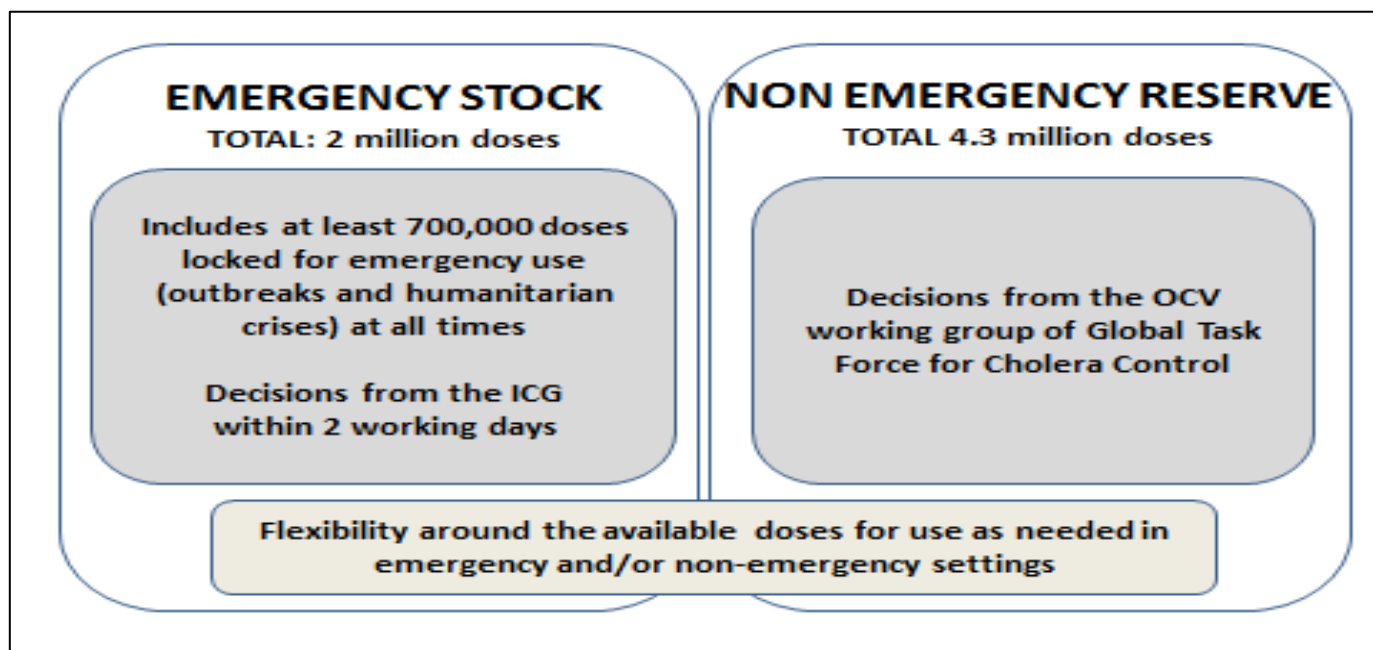 EMERGENCY STOCK
TOTAL: 2 million doses
Includes at least 700,000 doses
locked for emergency use
(outbreaks and humanitarian
crises) at all times
Decisions from the ICG
within 2 working days
NON EMERGENCY RESERVE
TOTAL 4.3 million doses
Decisions from the OCV
working group of Global Task
Force for Cholera Control
Flexibility around the available doses for use as needed in
emergency and/or non-emergency settings